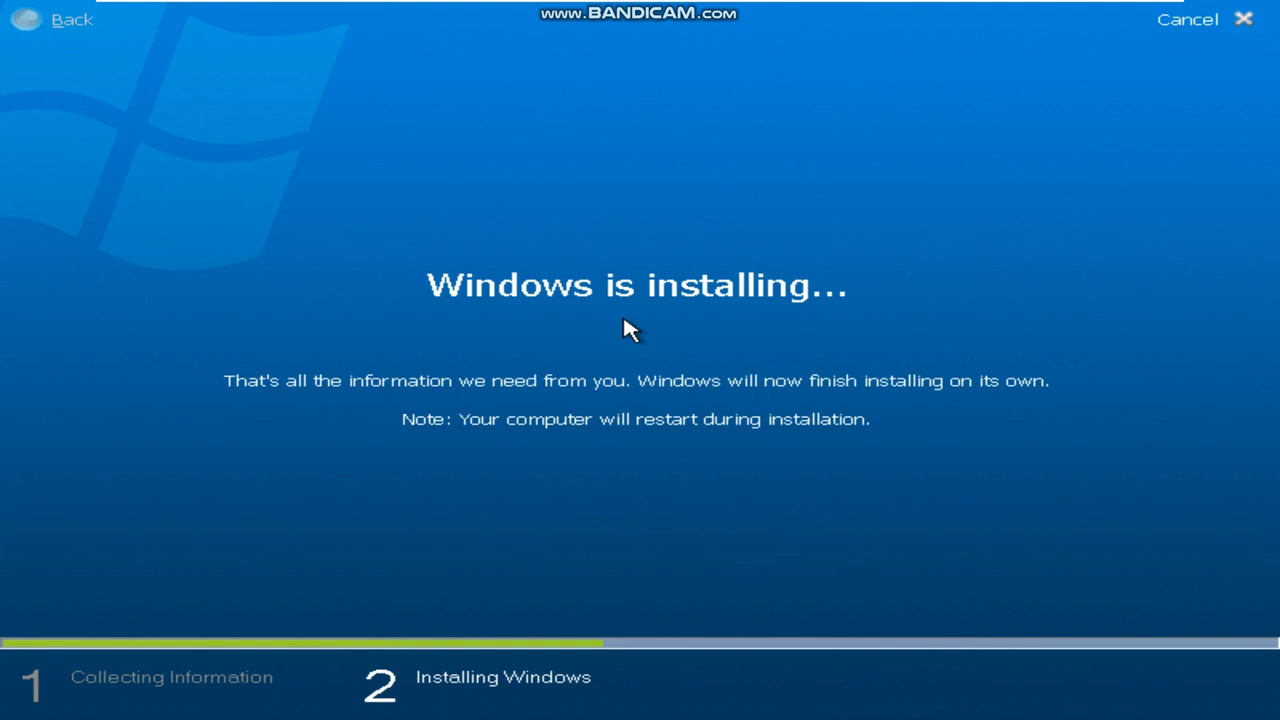 Back
www.BANDICAM.com
Cancel
Windows is installing...
That's all the information we need from you. Windows will now finish installing on its own.
Note: Your computer will restart during installation.
1 Collecting Information
2 Installing Windows